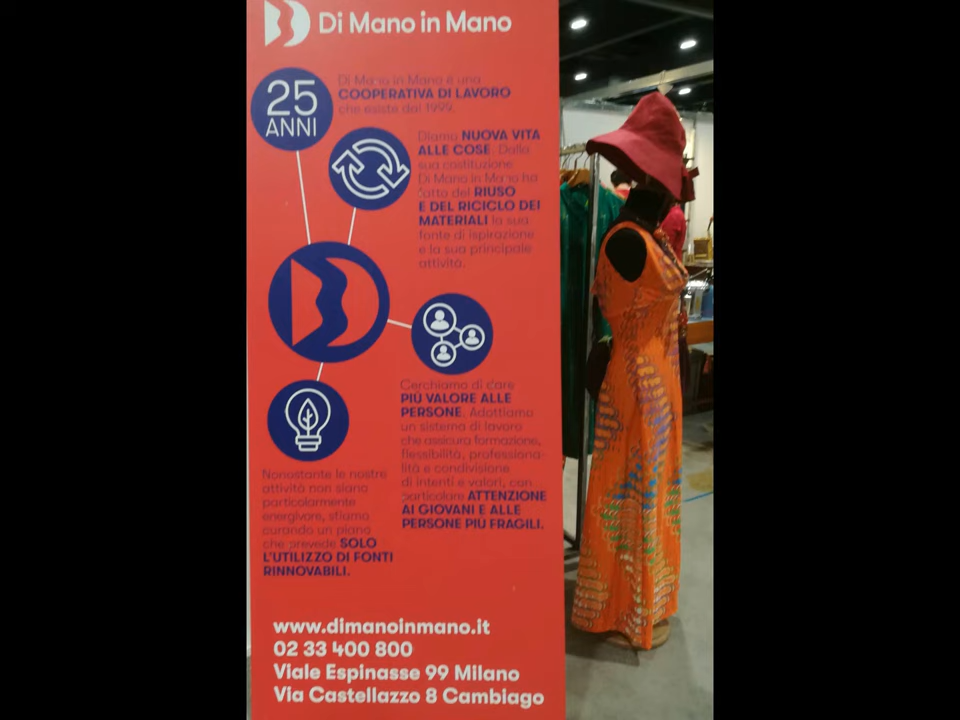 Di Mano in Mano
25
ANNI
Di Mano in Mano è una
COOPERATIVA DI LAVORO
che esiste dal 1999.
Diamo NUOVA VITA
ALLE COSE. Dalla
sua costituzione
Di Mano in Mano ha
fatto del RIUSO
E DEL RICICLO DEI
MATERIALI la sua
fonte di ispirazione
e la sua principale
attività.
Cerchiamo di dare
PIÙ VALORE ALLE
PERSONE. Adottiamo
un sistema di lavoro
che assicura formazione,
flessibilità, professiona-
lità e condivisione
di intenti e valori, con
particolare ATTENZIONE
AI GIOVANI E ALLE
PERSONE PIÙ FRAGILI.
Nonostante le nostre
attività non siano
particolarmente
energivore, stiamo
curando un piano
che prevede SOLO
L'UTILIZZO DI FONTI
RINNOVABILI.
www.dimanoinmano.it
02 33 400 800
Viale Espinasse 99 Milano
Via Castellazzo 8 Cambiago